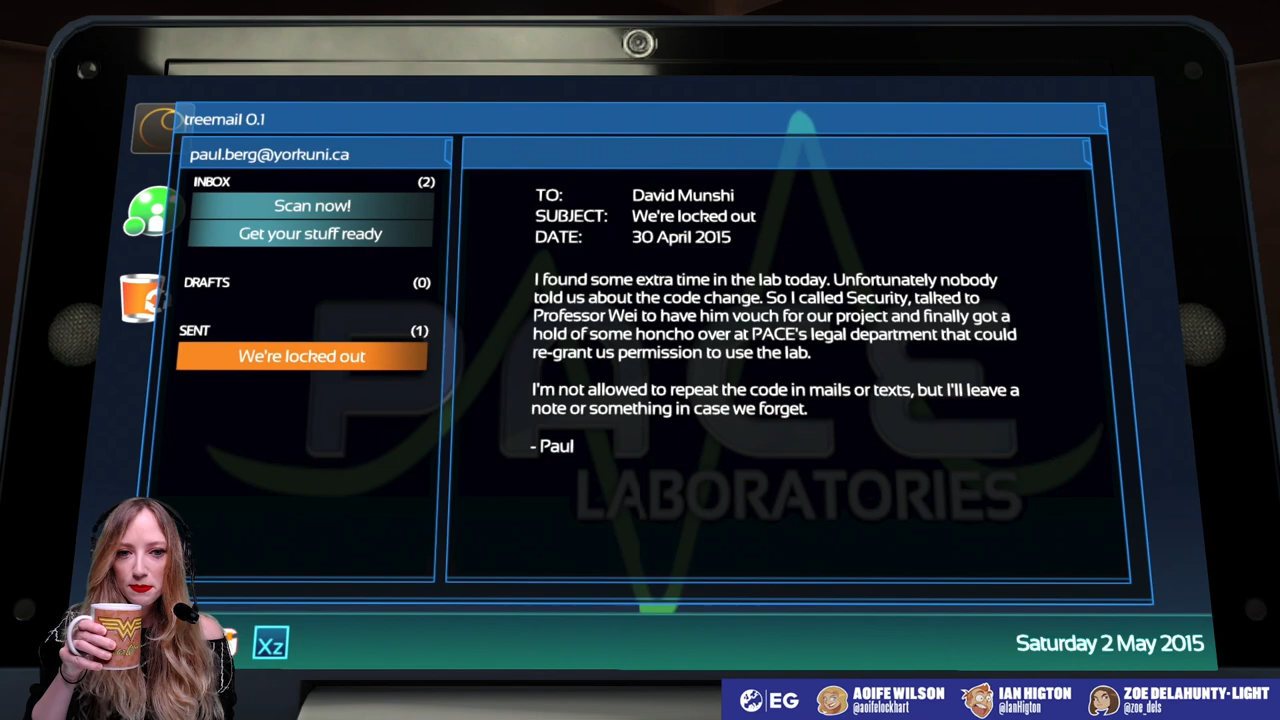 treemail 0.1
paul.berg@yorkuni.ca
INBOX (2)
Scan now!
Get your stuff ready
DRAFTS (0)
SENT (1)
We're locked out
TO: David Munshi
SUBJECT: We're locked out
DATE: 30 April 2015
I found some extra time in the lab today. Unfortunately nobody
told us about the code change. So I called Security, talked to
Professor Wei to have him vouch for our project and finally got a
hold of some honcho over at PACE's legal department that could
re-grant us permission to use the lab.
I'm not allowed to repeat the code in mails or texts, but I'll leave a
note or something in case we forget.
- Paul
PACE
LABORATORIES
Xz
Saturday 2 May 2015
EG
AOIFE WILSON
@aoifelockhart
IAN HIGTON
@IanHigton
ZOE DELAHUNTY-LIGHT
@zoe_dels